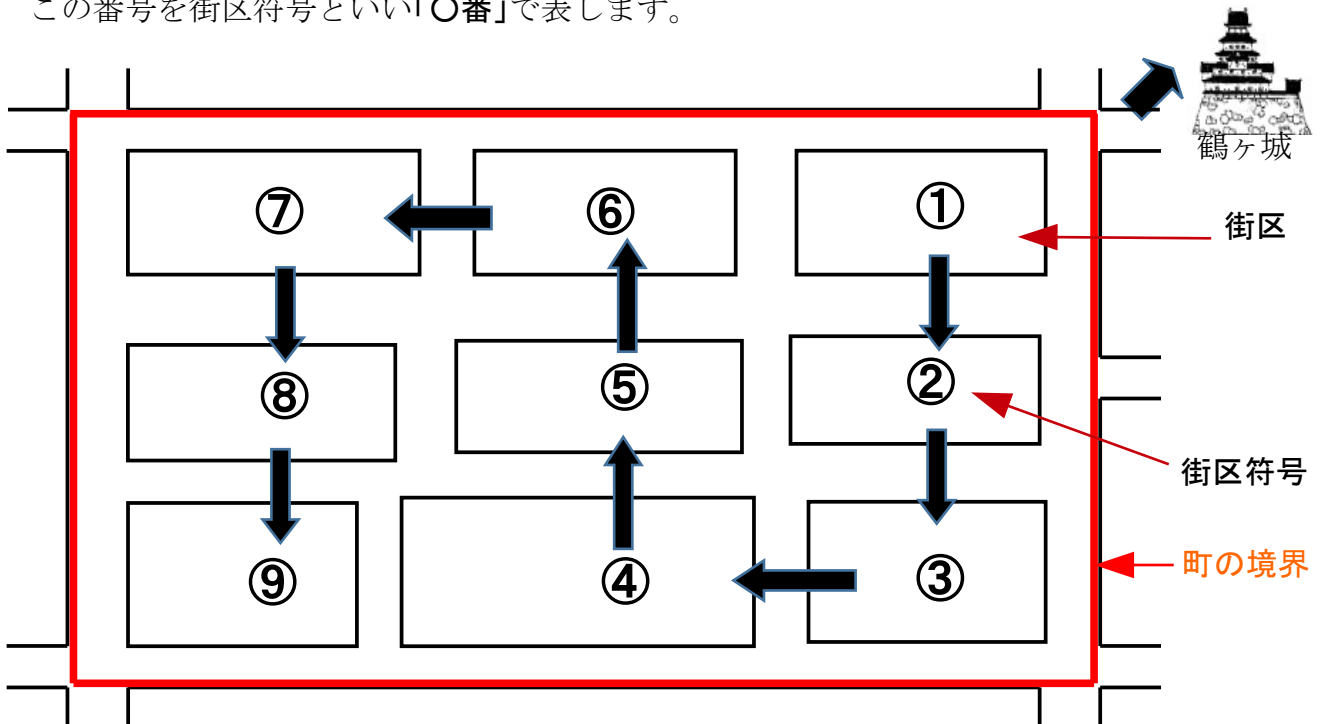 この番号を街区符号といい「〇番」で表します。
鶴ヶ城
⑦
⑥
①
街区
⑧
⑤
②
街区符号
⑨
④
③
町の境界